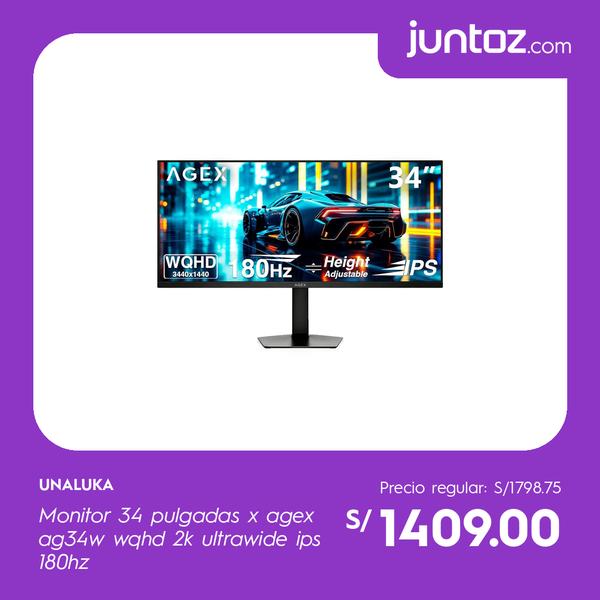 juntoz.com
AGEX
34"
WQHD
3440x1440
180Hz
Height
Adjustable
IPS
AGEX
UNALUKA
Monitor 34 pulgadas x agex
ag34w wqhd 2k ultrawide ips
180hz
Precio regular: S/1798.75
S/ 1409.00